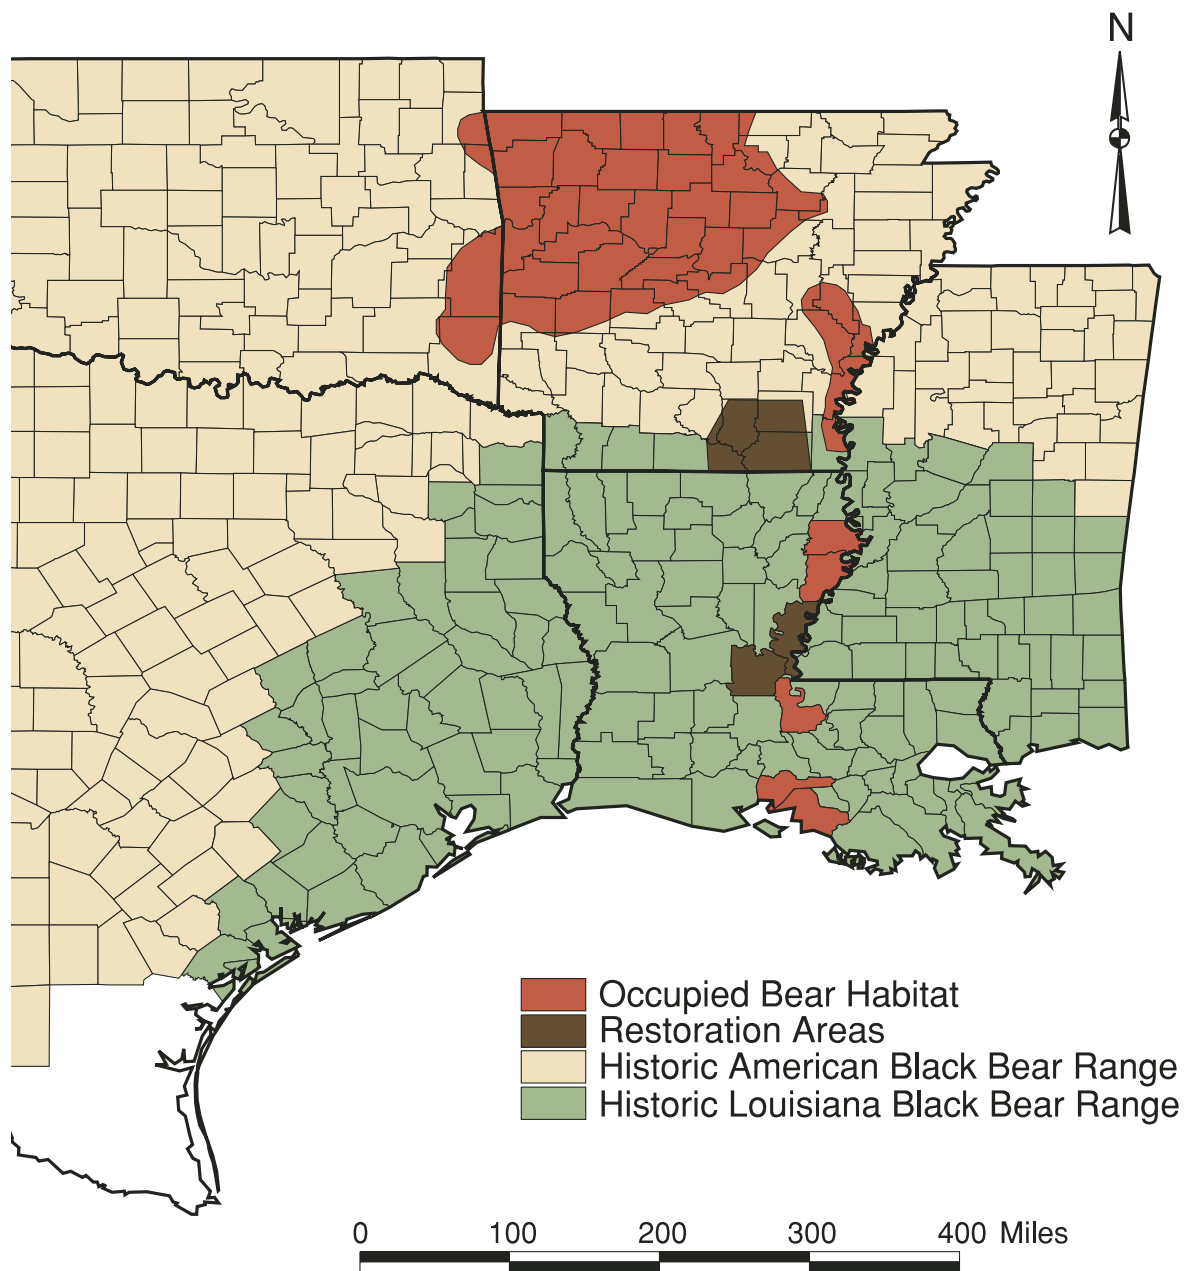 N
Occupied Bear Habitat
Restoration Areas
Historic American Black Bear Range
Historic Louisiana Black Bear Range
0 100 200 300 400 Miles